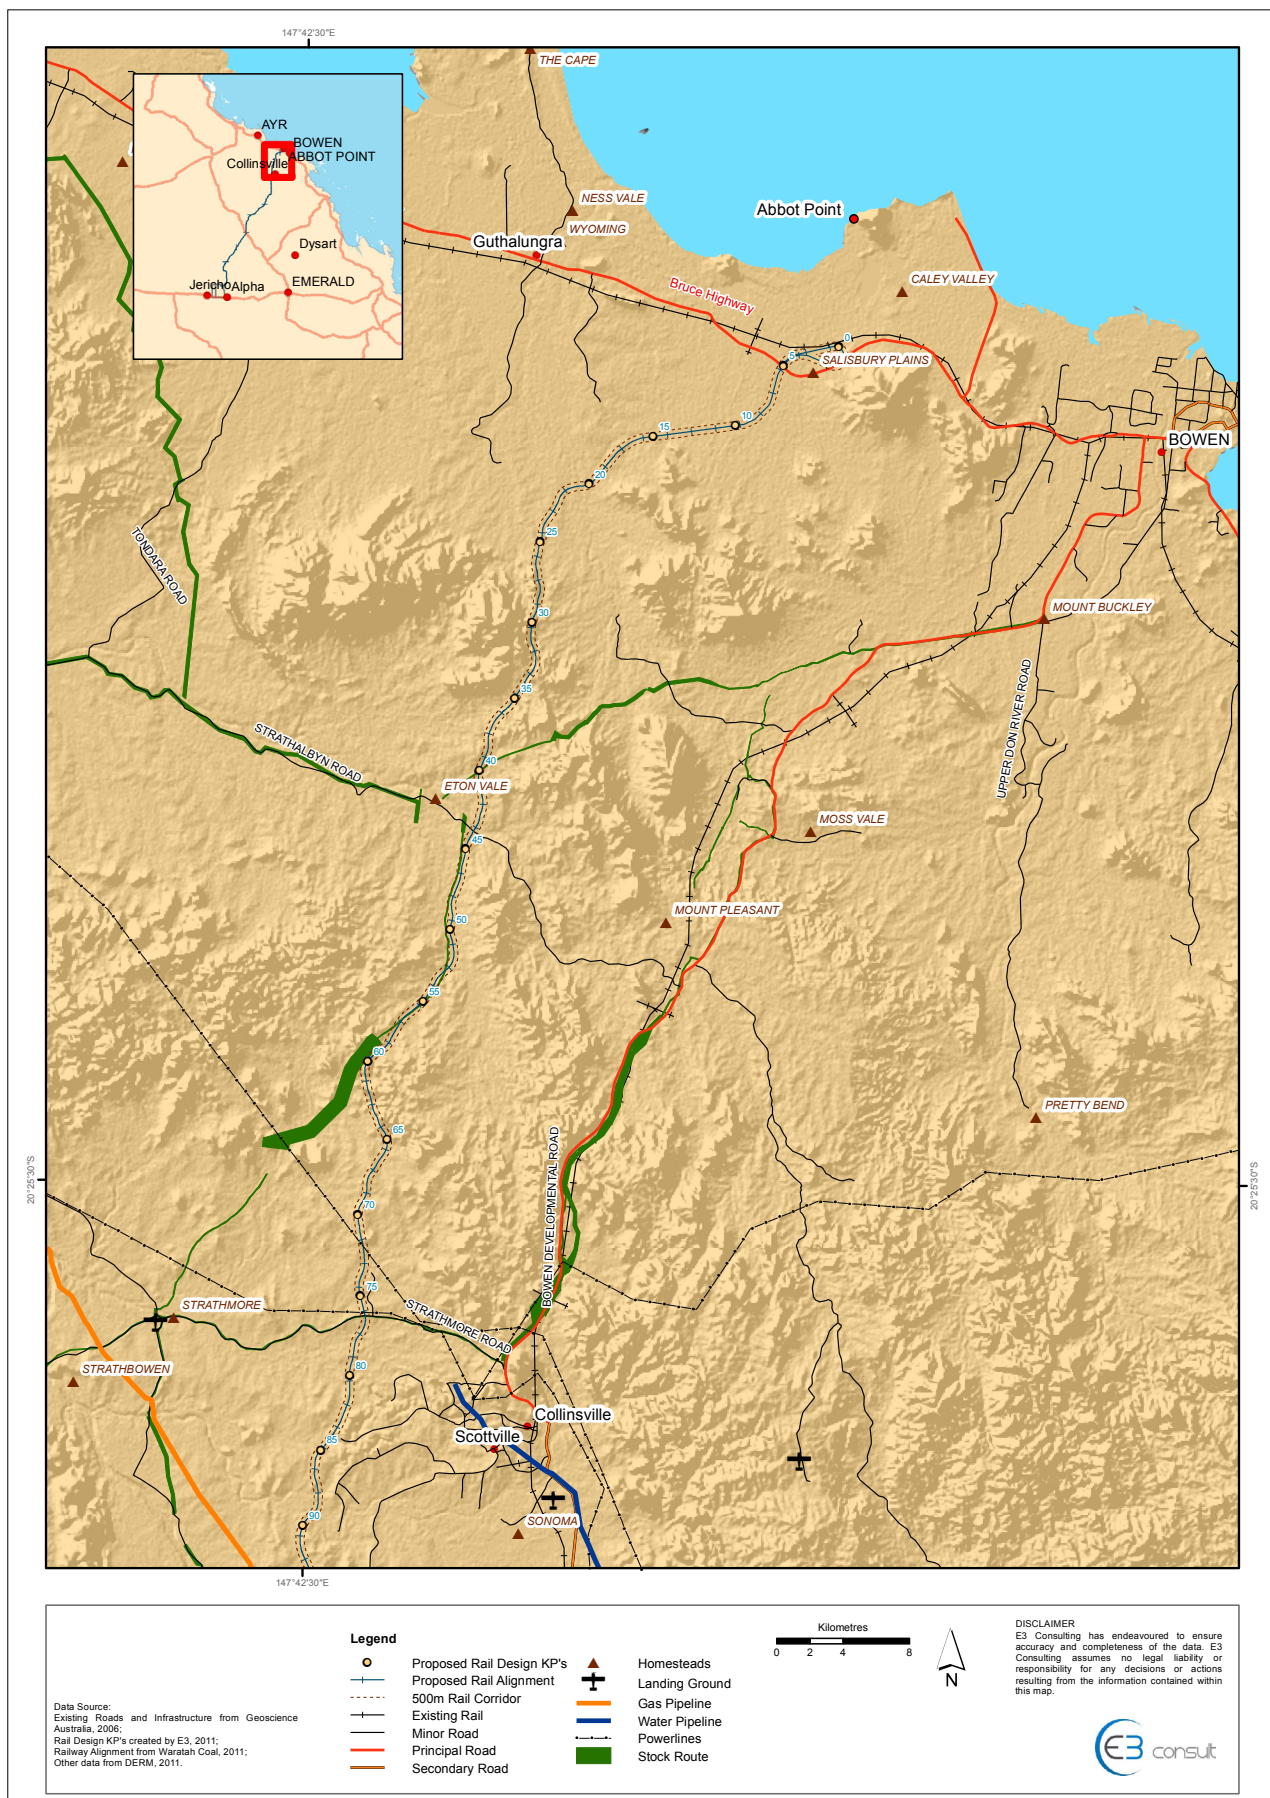 147°42'30"E
THE CAPE
AYR
BOWEN
ABBOT POINT
Collinsville
Dysart
Jericho
Alpha
EMERALD
NESS VALE
WYOMING
Guthalungra
Abbot Point
CALEY VALLEY
Bruce Highway
0
5
SALISBURY PLAINS
10
15
BOWEN
20
25
TONDARA ROAD
30
MOUNT BUCKLEY
35
UPPER DON RIVER ROAD
STRATHALBYN ROAD
40
ETON VALE
MOSS VALE
45
MOUNT PLEASANT
50
55
60
PRETTY BEND
65
BOWEN DEVELOPMENTAL ROAD
20°25'30"S
20°25'30"S
70
75
STRATHMORE
STRATHMORE ROAD
STRATHBOWEN
80
Collinsville
Scottville
85
90
SONOMA
147°42'30"E
Legend
Proposed Rail Design KP's
Proposed Rail Alignment
500m Rail Corridor
Existing Rail
Minor Road
Principal Road
Secondary Road
Homesteads
Landing Ground
Gas Pipeline
Water Pipeline
Powerlines
Stock Route
Kilometres
0 2 4 8
N
DISCLAIMER
E3 Consulting has endeavoured to ensure
accuracy and completeness of the data. E3
Consulting assumes no legal liability or
responsibility for any decisions or actions
resulting from the information contained within
this map.
Data Source:
Existing Roads and Infrastructure from Geoscience
Australia, 2006;
Rail Design KP's created by E3, 2011;
Railway Alignment from Waratah Coal, 2011;
Other data from DERM, 2011.
E3 consult